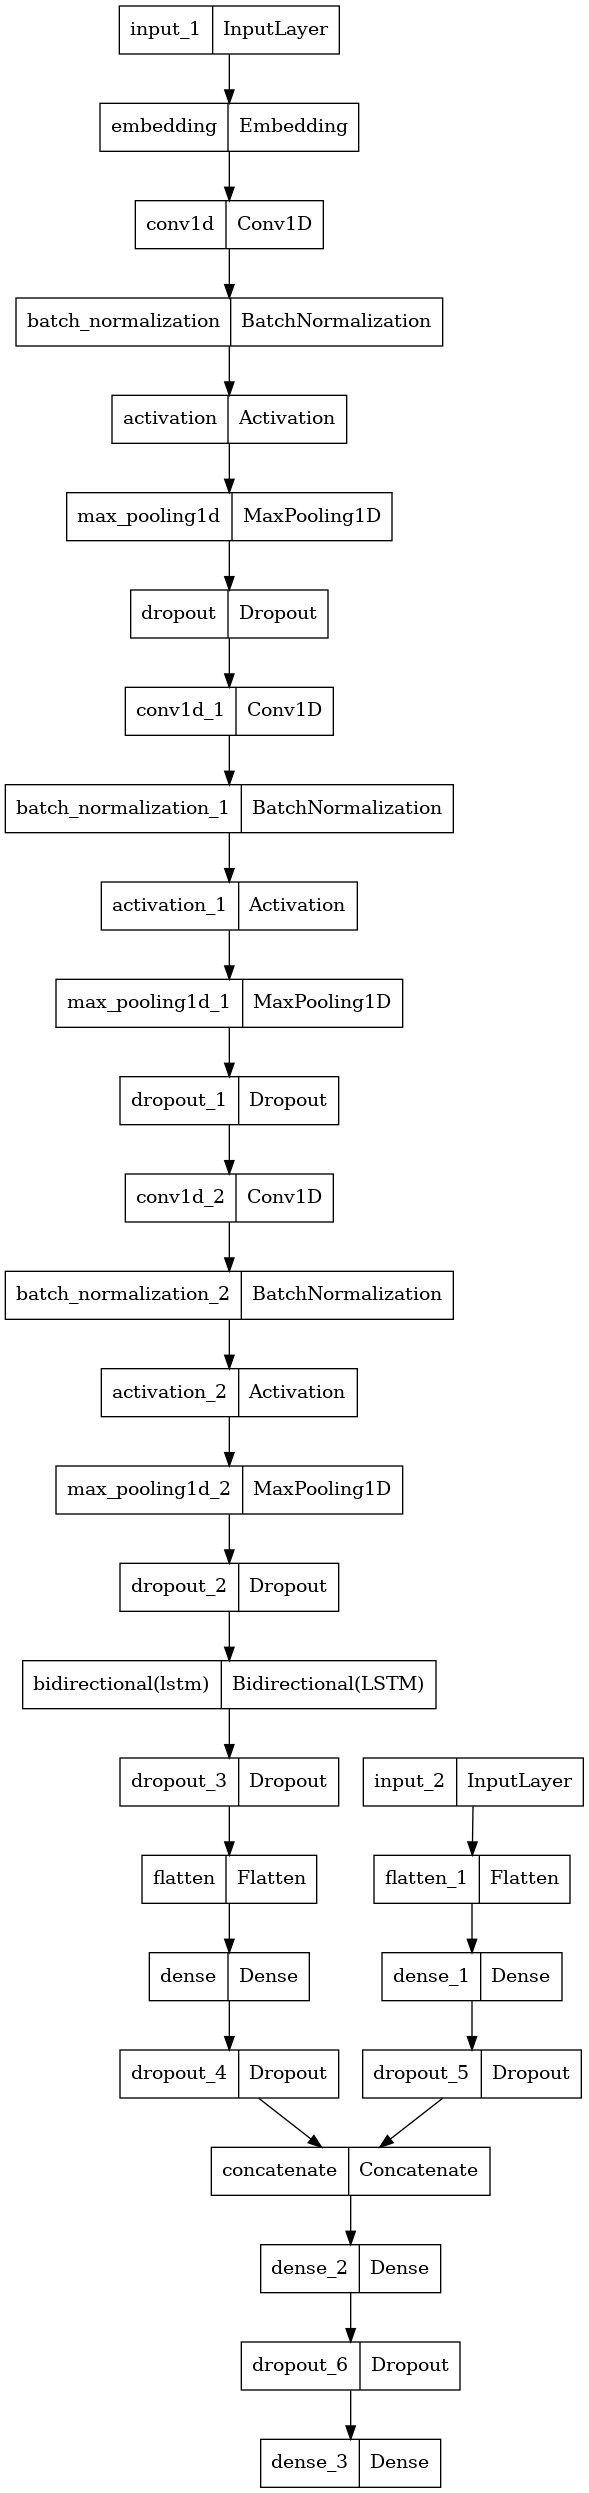 input_1 InputLayer
embedding Embedding
conv1d Conv1D
batch_normalization BatchNormalization
activation Activation
max_pooling1d MaxPooling1D
dropout Dropout
conv1d_1 Conv1D
batch_normalization_1 BatchNormalization
activation_1 Activation
max_pooling1d_1 MaxPooling1D
dropout_1 Dropout
conv1d_2 Conv1D
batch_normalization_2 BatchNormalization
activation_2 Activation
max_pooling1d_2 MaxPooling1D
dropout_2 Dropout
bidirectional(lstm) Bidirectional(LSTM)
dropout_3 Dropout
input_2 InputLayer
flatten Flatten
flatten_1 Flatten
dense Dense
dense_1 Dense
dropout_4 Dropout
dropout_5 Dropout
concatenate Concatenate
dense_2 Dense
dropout_6 Dropout
dense_3 Dense